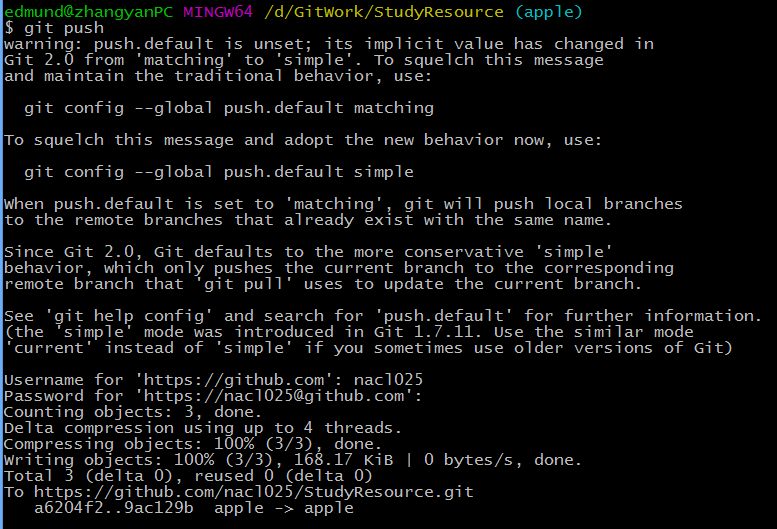 edmund@zhangyanPC MINGW64 /d/GitWork/StudyResource (apple)
$ git push
warning: push.default is unset; its implicit value has changed in
Git 2.0 from 'matching' to 'simple'. To squelch this message
and maintain the traditional behavior, use:
git config --global push.default matching
To squelch this message and adopt the new behavior now, use:
git config --global push.default simple
When push.default is set to 'matching', git will push local branches
to the remote branches that already exist with the same name.
Since Git 2.0, Git defaults to the more conservative 'simple'
behavior, which only pushes the current branch to the corresponding
remote branch that 'git pull' uses to update the current branch.
See 'git help config' and search for 'push.default' for further information.
(the 'simple' mode was introduced in Git 1.7.11. Use the similar mode
'current' instead of 'simple' if you sometimes use older versions of Git)
Username for 'https://github.com': nacl025
Password for 'https://nacl025@github.com':
Counting objects: 3, done.
Delta compression using up to 4 threads.
Compressing objects: 100% (3/3), done.
Writing objects: 100% (3/3), 168.17 KiB | 0 bytes/s, done.
Total 3 (delta 0), reused 0 (delta 0)
To https://github.com/nacl025/StudyResource.git
a6204f2..9ac129b  apple -> apple